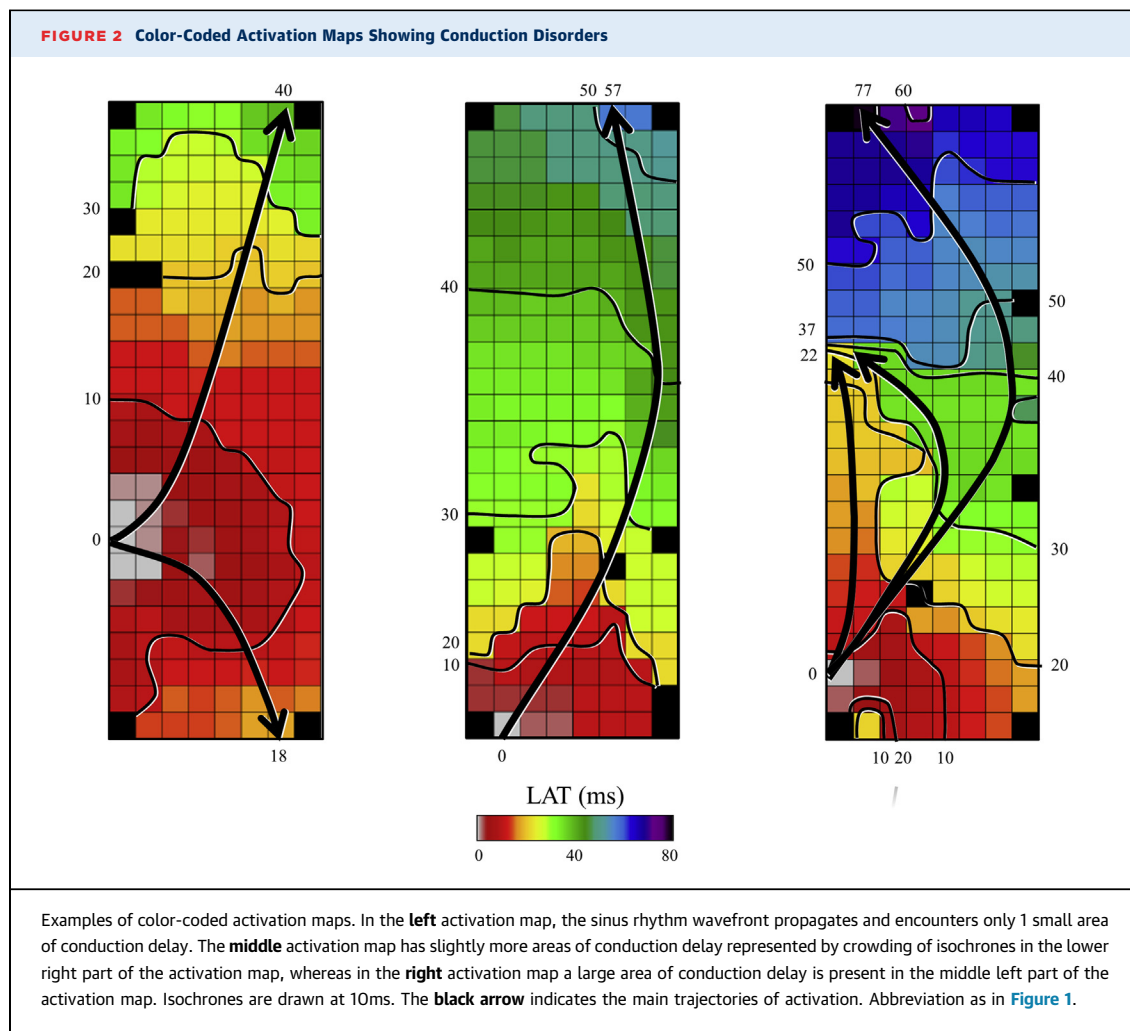 FIGURE 2 Color-Coded Activation Maps Showing Conduction Disorders
40 50 57 77 60
30
20
10
0
18
40
30
20
10
0
50
37
22
0
50
40
30
20
10 20 10
LAT (ms)
0 40 80
Examples of color-coded activation maps. In the left activation map, the sinus rhythm wavefront propagates and encounters only 1 small area
of conduction delay. The middle activation map has slightly more areas of conduction delay represented by crowding of isochrones in the lower
right part of the activation map, whereas in the right activation map a large area of conduction delay is present in the middle left part of the
activation map. Isochrones are drawn at 10ms. The black arrow indicates the main trajectories of activation. Abbreviation as in Figure 1.